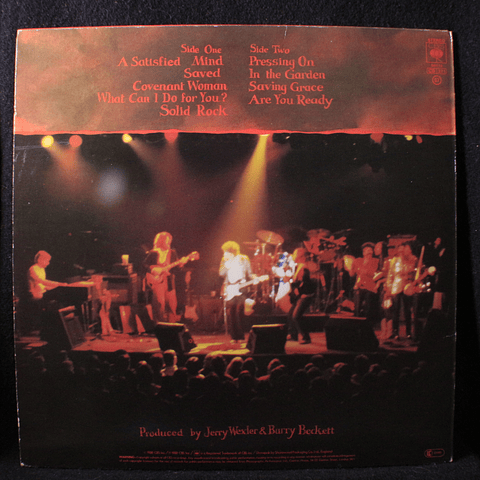 Side One
A Satisfied Mind
Saved
Covenant Woman
What Can I Do for You?
Solid Rock
Side Two
Pressing On
In the Garden
Saving Grace
Are You Ready
Produced by Jerry Wexler & Barry Beckett